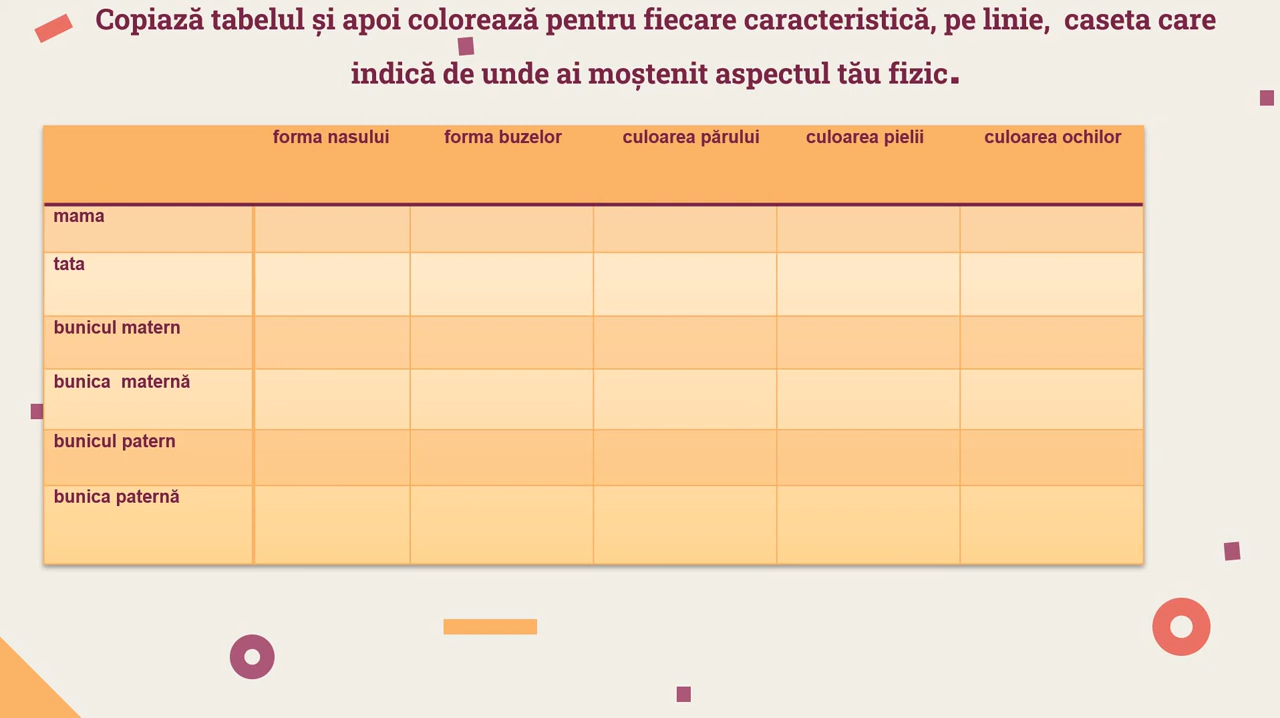 Copiază tabelul și apoi colorează pentru fiecare caracteristică, pe linie, caseta care
indică de unde ai moștenit aspectul tău fizic.
forma nasului forma buzelor culoarea părului culoarea pielii culoarea ochilor
mama
tata
bunicul matern
bunica maternă
bunicul patern
bunica paternă